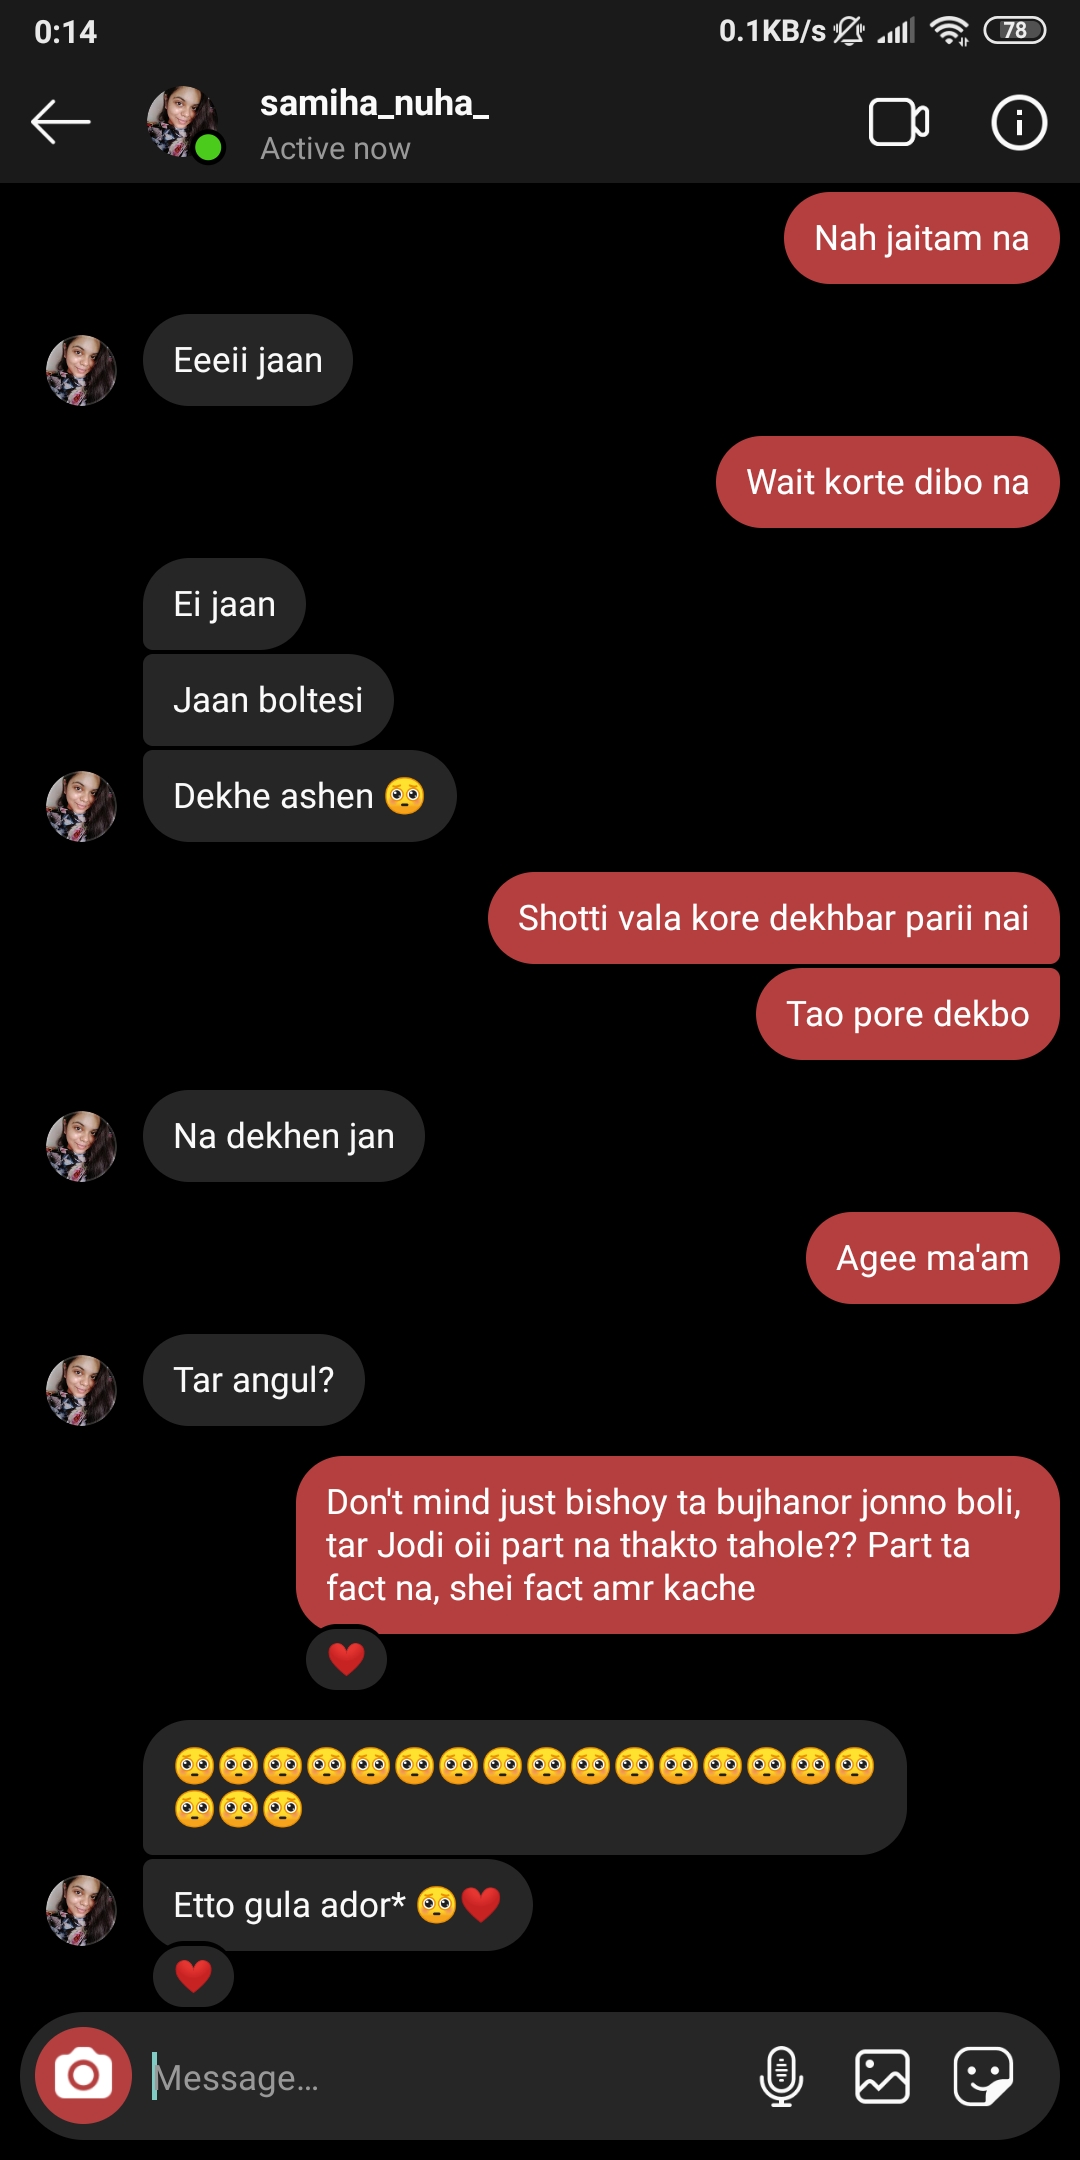 0:14
0.1KB/s
78
samiha_nuha_
Active now
Nah jaitam na
Eeeii jaan
Wait korte dibo na
Ei jaan
Jaan boltesi
Dekhe ashen 🥺
Shotti vala kore dekhbar parii nai
Tao pore dekbo
Na dekhen jan
Agee ma'am
Tar angul?
Don't mind just bishoy ta bujhanor jonno boli,
tar Jodi oii part na thakto tahole?? Part ta
fact na, shei fact amr kache
❤️
🥺🥺🥺🥺🥺🥺🥺🥺🥺🥺🥺🥺🥺🥺🥺🥺
🥺🥺🥺
Etto gula ador* 🥺❤️
❤️
Message...